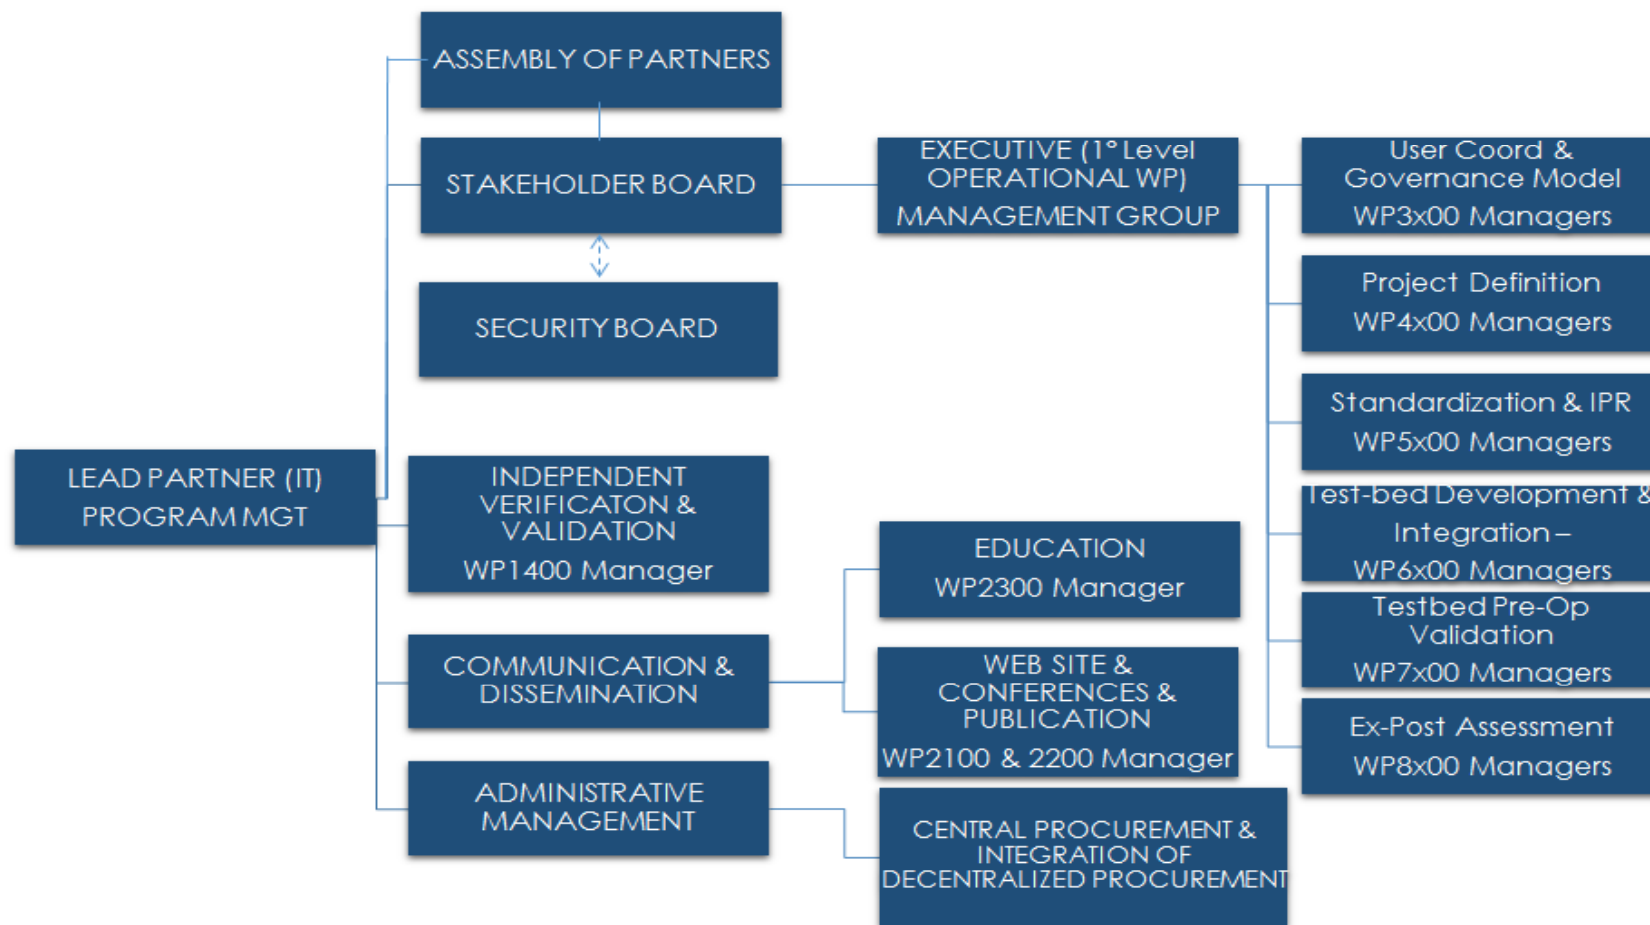 ASSEMBLY OF PARTNERS
STAKEHOLDER BOARD
SECURITY BOARD
EXECUTIVE (1° Level
OPERATIONAL WP)
MANAGEMENT GROUP
User Coord &
Governance Model
WP3x00 Managers
Project Definition
WP4x00 Managers
Standardization & IPR
WP5x00 Managers
Test-bed Development &
Integration –
WP6x00 Managers
Testbed Pre-Op
Validation
WP7x00 Managers
Ex-Post Assessment
WP8x00 Managers
LEAD PARTNER (IT)
PROGRAM MGT
INDEPENDENT
VERIFICATON &
VALIDATION
WP1400 Manager
COMMUNICATION &
DISSEMINATION
EDUCATION
WP2300 Manager
WEB SITE &
CONFERENCES &
PUBLICATION
WP2100 & 2200 Manager
ADMINISTRATIVE
MANAGEMENT
CENTRAL PROCUREMENT &
INTEGRATION OF
DECENTRALIZED PROCUREMENT